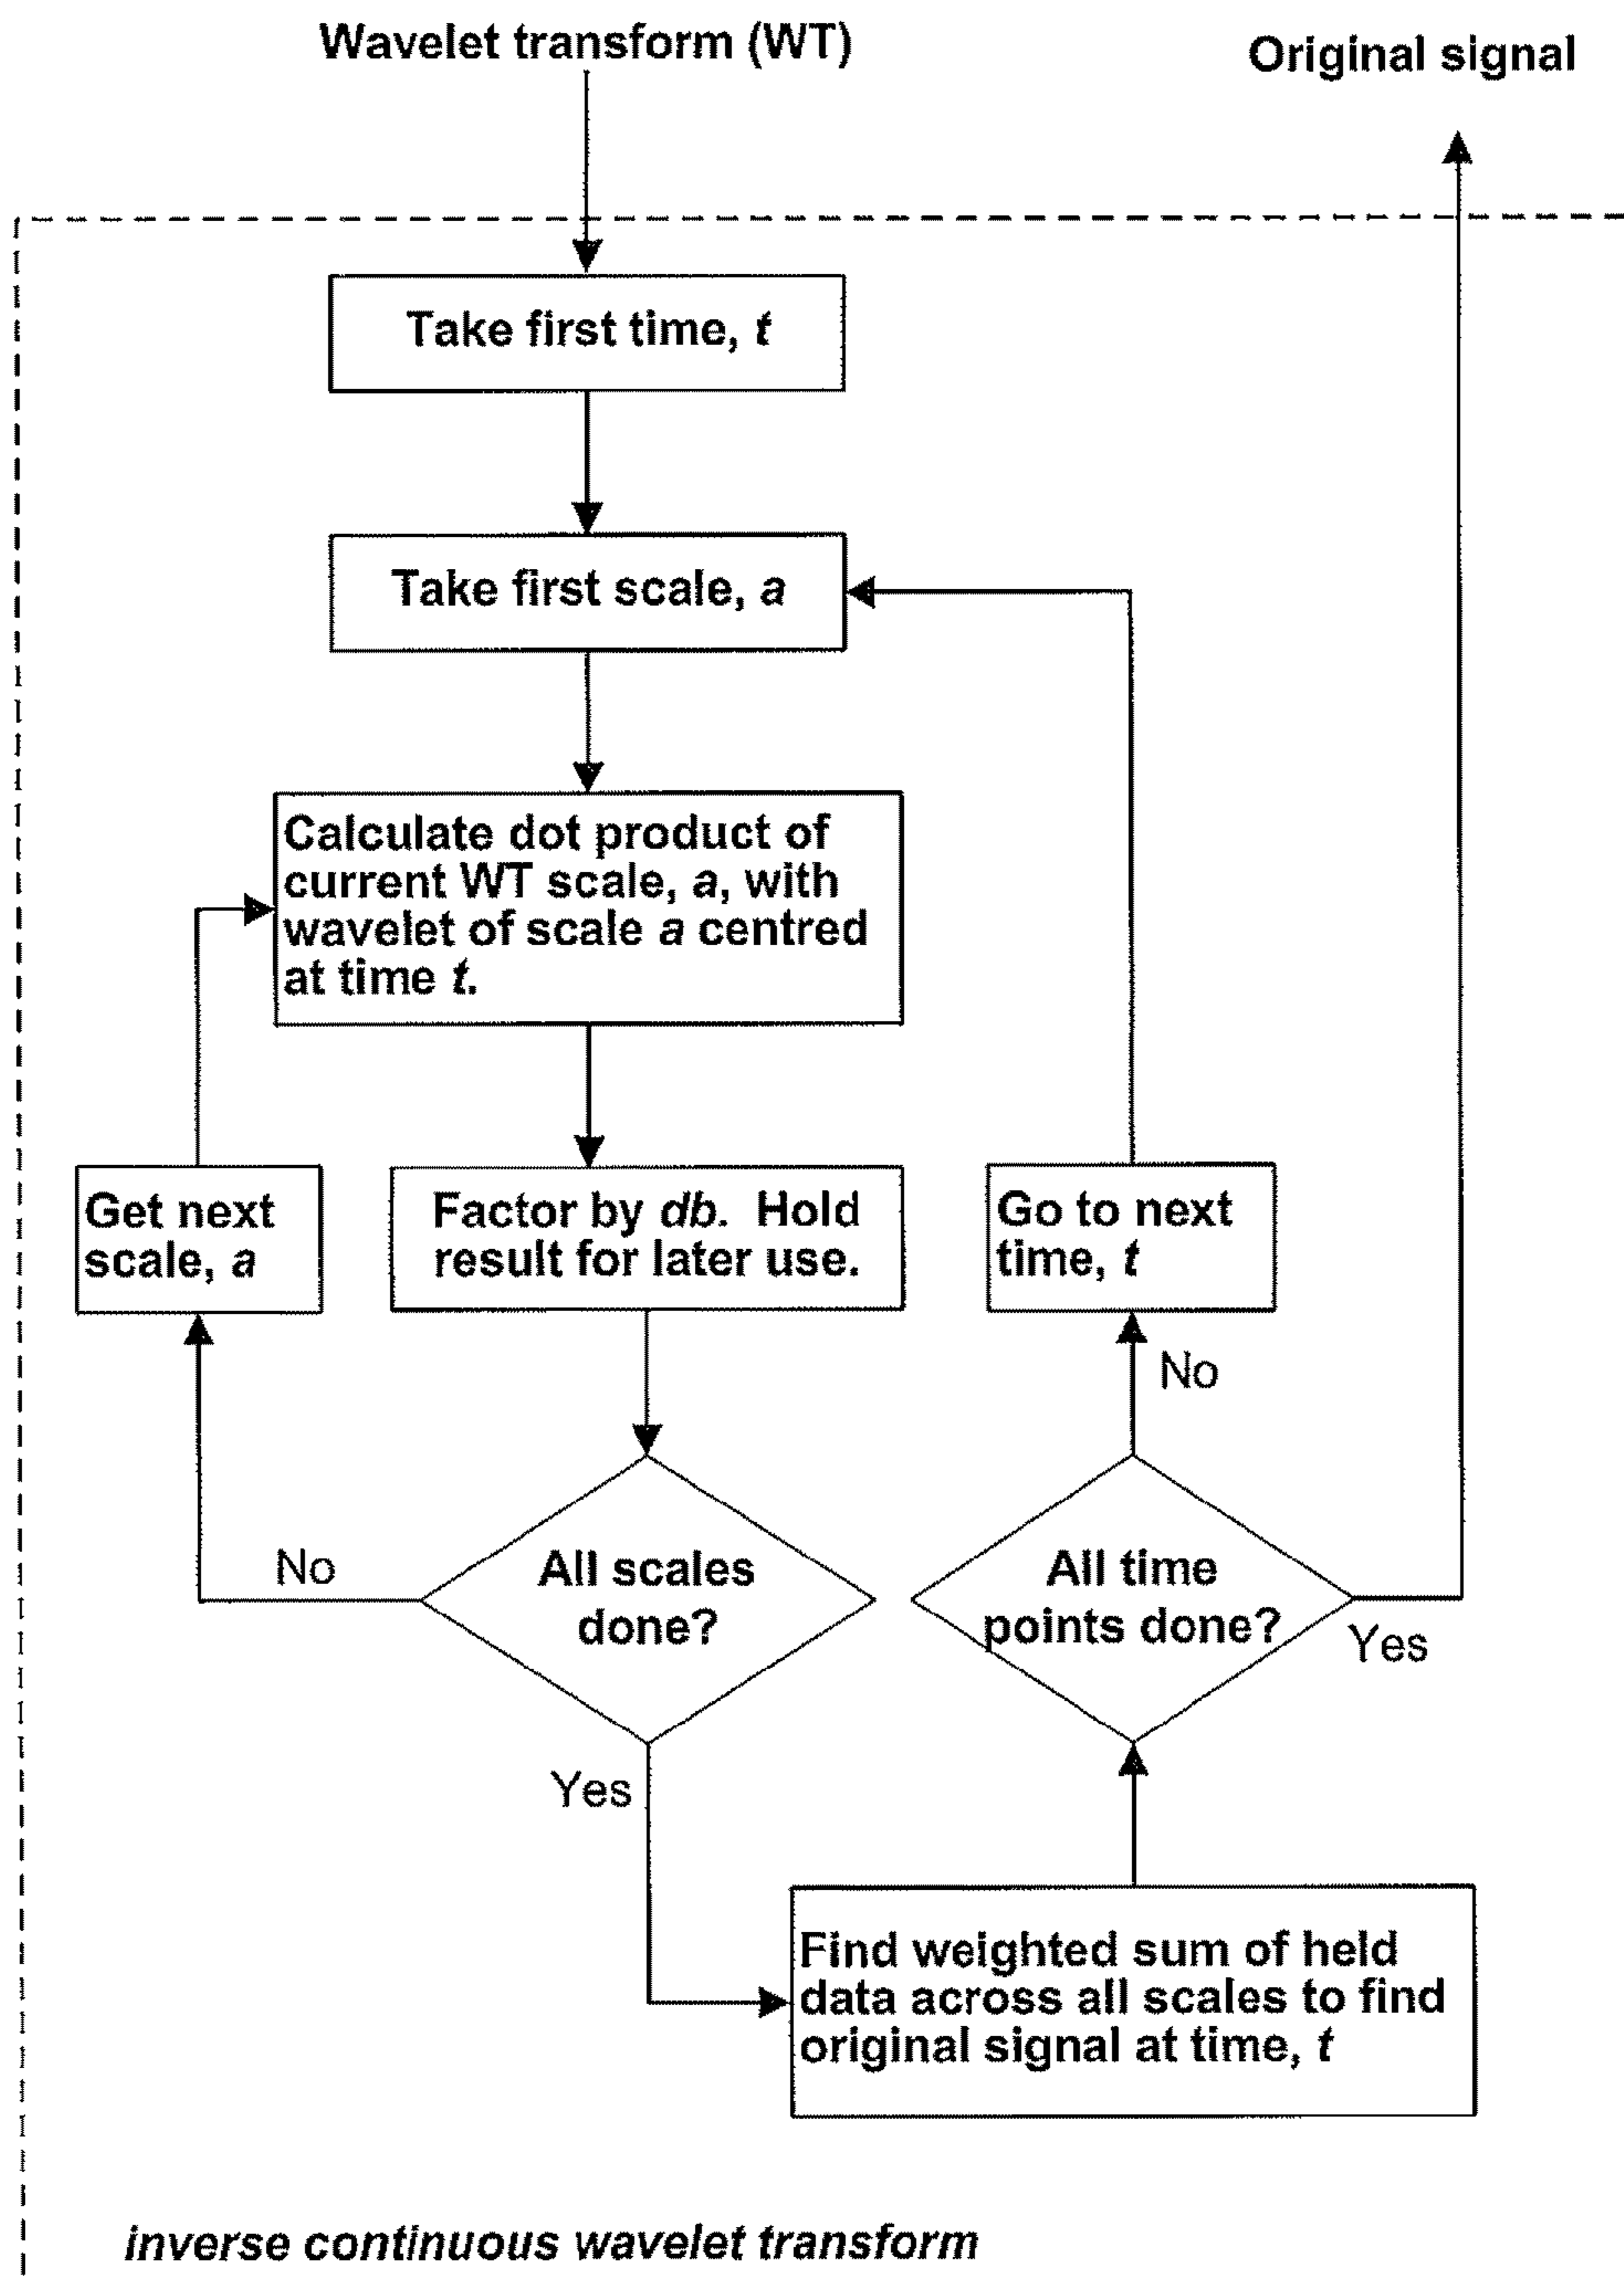 Wavelet transform (WT)
Original signal
Take first time, t
Take first scale, a
Calculate dot product of
current WT scale, a, with
wavelet of scale a centred
at time t.
Get next
scale, a
Factor by db. Hold
result for later use.
Go to next
time, t
No
No
All scales
done?
All time
points done?
Yes
Yes
Find weighted sum of held
data across all scales to find
original signal at time, t
inverse continuous wavelet transform